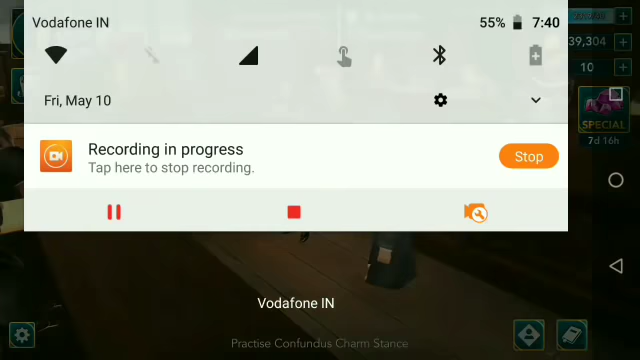 Vodafone IN
55% 7:40
Fri, May 10
Recording in progress
Tap here to stop recording.
Stop
39,304
10
SPECIAL
7d 16h
Vodafone IN
Practise Confundus Charm Stance